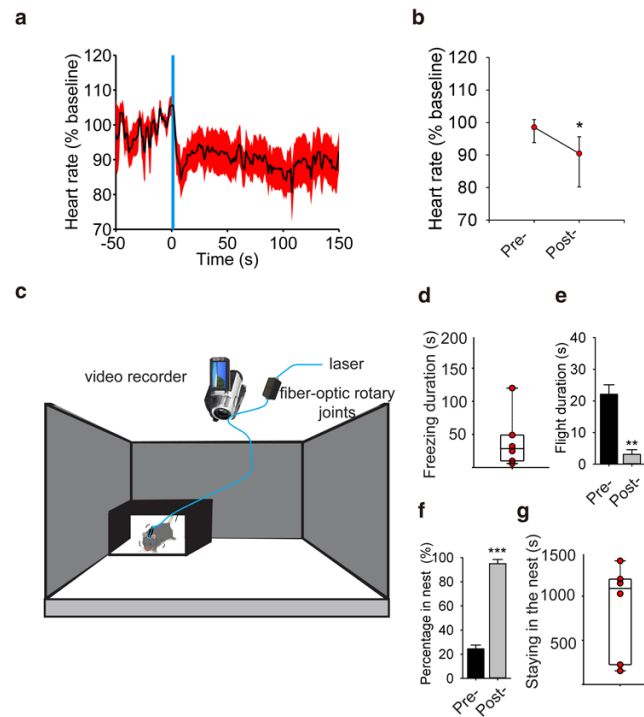 a
Heart rate (% baseline)
120
110
100
90
80
70
-50
0
50
100
150
Time (s)
b
Heart rate (% baseline)
120
110
100
90
80
70
*
Pre-
Post-
c
video recorder
laser
fiber-optic rotary
joints
d
Freezing duration (s)
200
150
100
50
e
Flight duration (s)
40
30
20
10
0
**
Pre-
Post-
f
Percentage in nest (%)
100
80
60
40
20
0
***
Pre-
Post-
g
Staying in the nest (s)
1500
1000
500
0